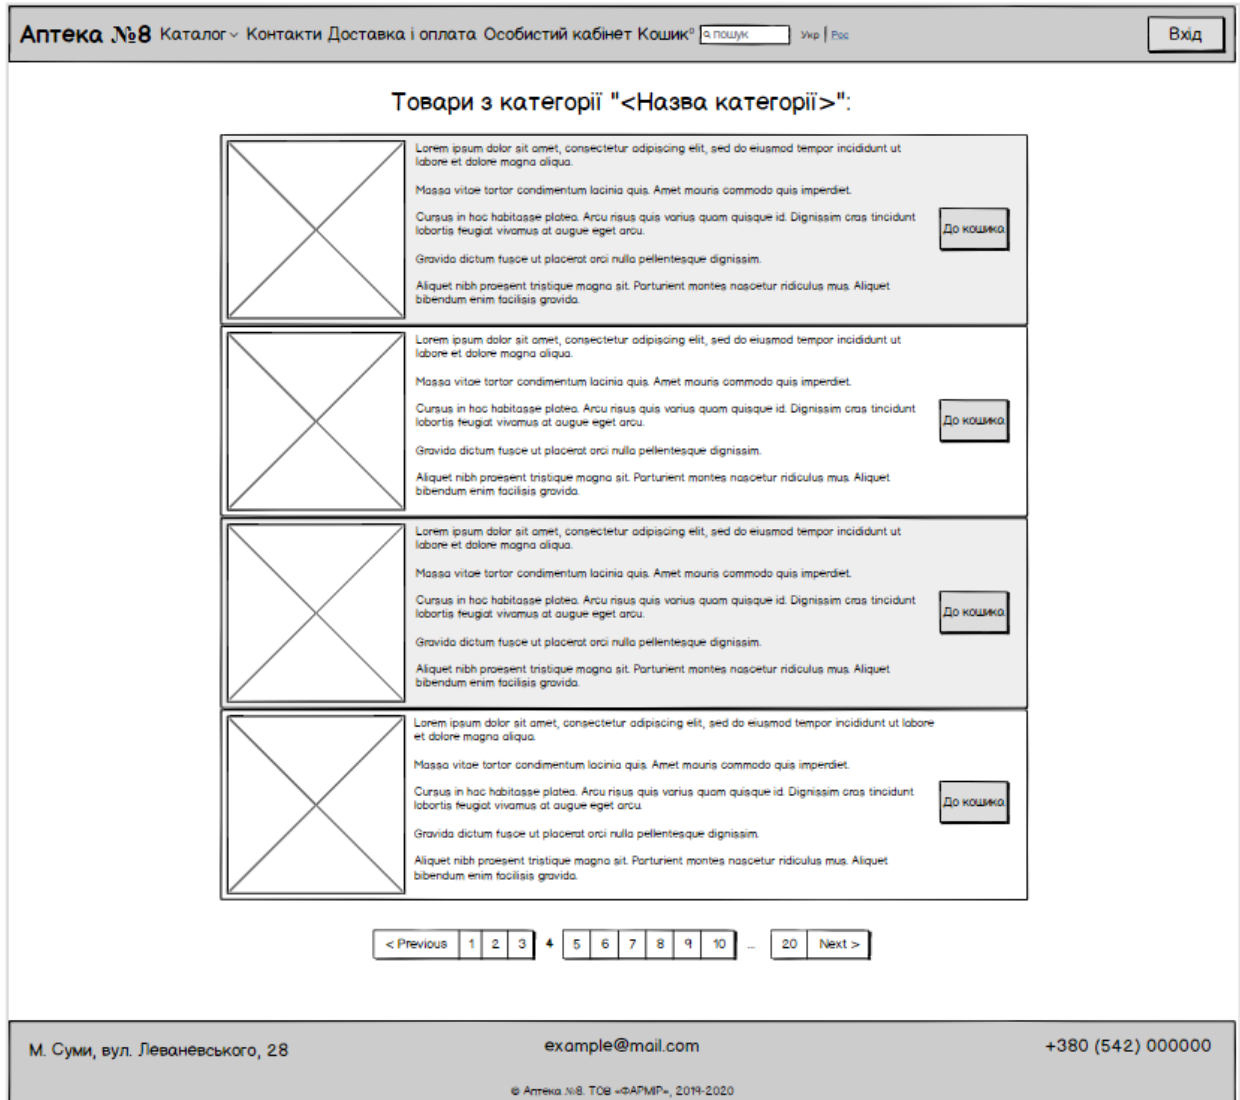 Аптека №8 Каталог Контакти Доставка і оплата Особистий кабінет Кошик⁰ пошук Укр | Рос Вхід
Товари з категорії "<Назва категорії>":
Lorem ipsum dolor sit amet, consectetur adipiscing elit, sed do eiusmod tempor incididunt ut
labore et dolore magna aliqua.
Massa vitae tortor condimentum lacinia quis. Amet mauris commodo quis imperdiet.
Cursus in hac habitasse platea. Arcu risus quis varius quam quisque id. Dignissim cras tincidunt
lobortis feugiat vivamus at augue eget arcu.
Gravida dictum fusce ut placerat orci nulla pellentesque dignissim.
Aliquet nibh praesent tristique magna sit. Parturient montes nascetur ridiculus mus. Aliquet
bibendum enim facilisis gravida.
До кошика
Lorem ipsum dolor sit amet, consectetur adipiscing elit, sed do eiusmod tempor incididunt ut
labore et dolore magna aliqua.
Massa vitae tortor condimentum lacinia quis. Amet mauris commodo quis imperdiet.
Cursus in hac habitasse platea. Arcu risus quis varius quam quisque id. Dignissim cras tincidunt
lobortis feugiat vivamus at augue eget arcu.
Gravida dictum fusce ut placerat orci nulla pellentesque dignissim.
Aliquet nibh praesent tristique magna sit. Parturient montes nascetur ridiculus mus. Aliquet
bibendum enim facilisis gravida.
До кошика
Lorem ipsum dolor sit amet, consectetur adipiscing elit, sed do eiusmod tempor incididunt ut
labore et dolore magna aliqua.
Massa vitae tortor condimentum lacinia quis. Amet mauris commodo quis imperdiet.
Cursus in hac habitasse platea. Arcu risus quis varius quam quisque id. Dignissim cras tincidunt
lobortis feugiat vivamus at augue eget arcu.
Gravida dictum fusce ut placerat orci nulla pellentesque dignissim.
Aliquet nibh praesent tristique magna sit. Parturient montes nascetur ridiculus mus. Aliquet
bibendum enim facilisis gravida.
До кошика
Lorem ipsum dolor sit amet, consectetur adipiscing elit, sed do eiusmod tempor incididunt ut labore
et dolore magna aliqua.
Massa vitae tortor condimentum lacinia quis. Amet mauris commodo quis imperdiet.
Cursus in hac habitasse platea. Arcu risus quis varius quam quisque id. Dignissim cras tincidunt
lobortis feugiat vivamus at augue eget arcu.
Gravida dictum fusce ut placerat orci nulla pellentesque dignissim.
Aliquet nibh praesent tristique magna sit. Parturient montes nascetur ridiculus mus. Aliquet
bibendum enim facilisis gravida.
До кошика
< Previous 1 2 3 4 5 6 7 8 9 10 ... 20 Next >
М. Суми, вул. Леваневського, 28 example@mail.com +380 (542) 000000
© Аптека №8. ТОВ «ФАРМІР», 2019-2020